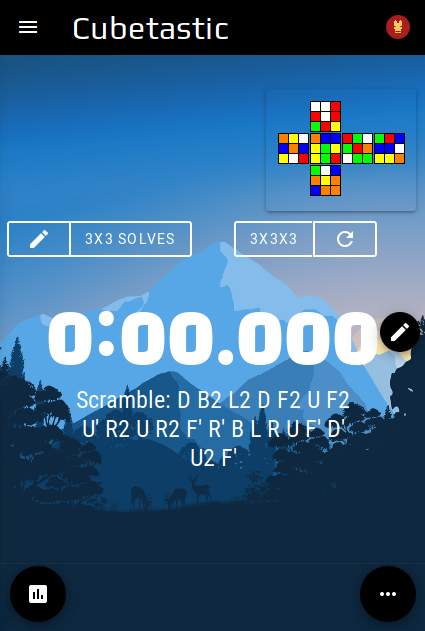 Cubetastic
3X3 SOLVES
3X3X3
0:00.000
Scramble: D B2 L2 D F2 U F2
U' R2 U R2 F' R' B L R U F' D'
U2 F'